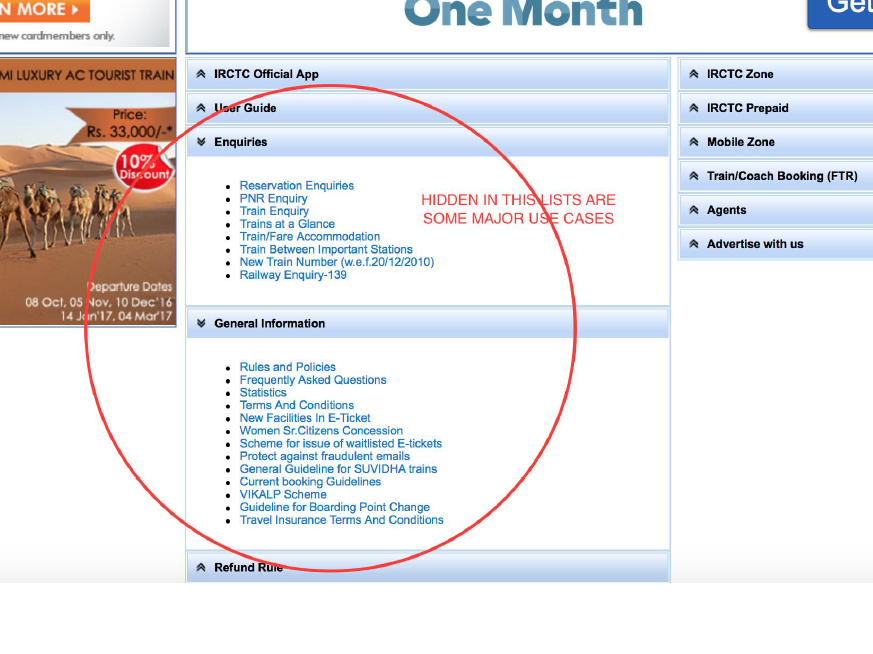 One Month
Get
N MORE
new cardmembers only.
MI LUXURY AC TOURIST TRAIN
Price:
Rs. 33,000/-*
10%
Discount
Departure Dates
08 Oct, 05 Nov, 10 Dec'16
14 Jan'17, 04 Mar'17
IRCTC Official App
User Guide
Enquiries
Reservation Enquiries
PNR Enquiry
Train Enquiry
Trains at a Glance
Train/Fare Accommodation
Train Between Important Stations
New Train Number (w.e.f.20/12/2010)
Railway Enquiry-139
HIDDEN IN THIS LISTS ARE
SOME MAJOR USE CASES
General Information
Rules and Policies
Frequently Asked Questions
Statistics
Terms And Conditions
New Facilities In E-Ticket
Women Sr.Citizens Concession
Scheme for issue of waitlisted E-tickets
Protect against fraudulent emails
General Guideline for SUVIDHA trains
Current booking Guidelines
VIKALP Scheme
Guideline for Boarding Point Change
Travel Insurance Terms And Conditions
Refund Rule
IRCTC Zone
IRCTC Prepaid
Mobile Zone
Train/Coach Booking (FTR)
Agents
Advertise with us